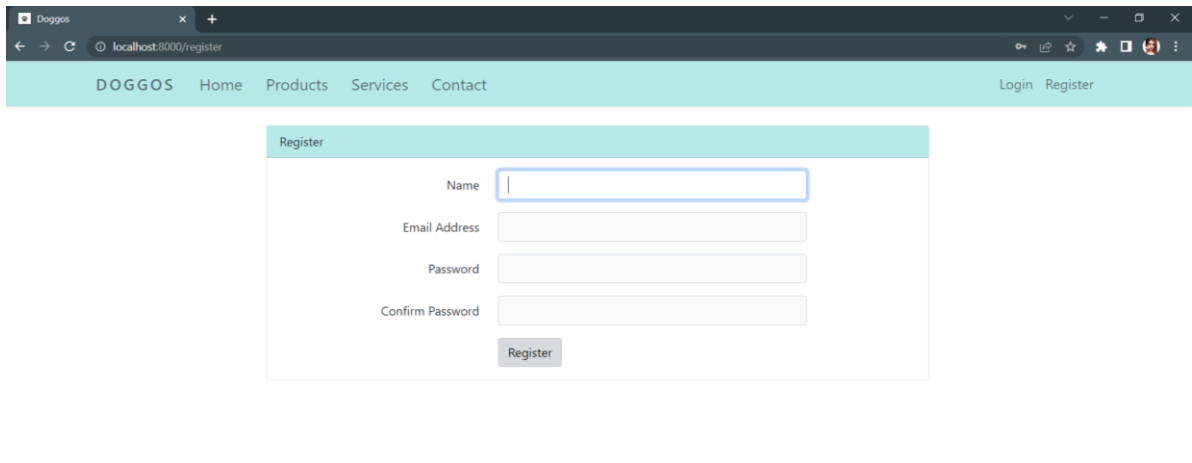 Doggos
localhost:8000/register
DOGGOS Home Products Services Contact Login Register
Register
Name
Email Address
Password
Confirm Password
Register